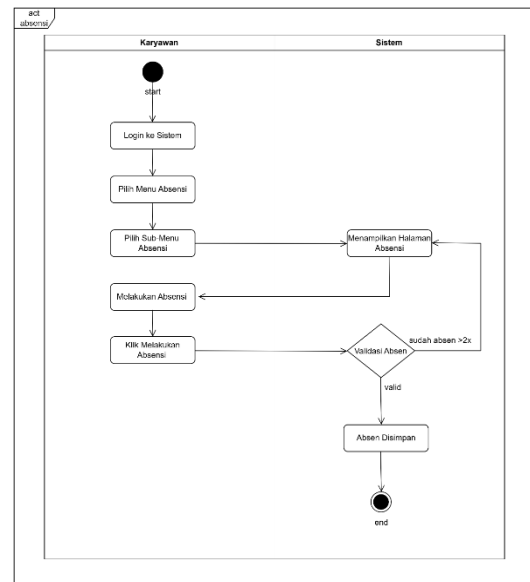 act
absensi
Karyawan
Sistem
start
Login ke Sistem
Pilih Menu Absensi
Pilih Sub-Menu
Absensi
Menampilkan Halaman
Absensi
Melakukan Absensi
Klik Melakukan
Absensi
Validasi Absen
sudah absen >2x
valid
Absen Disimpan
end